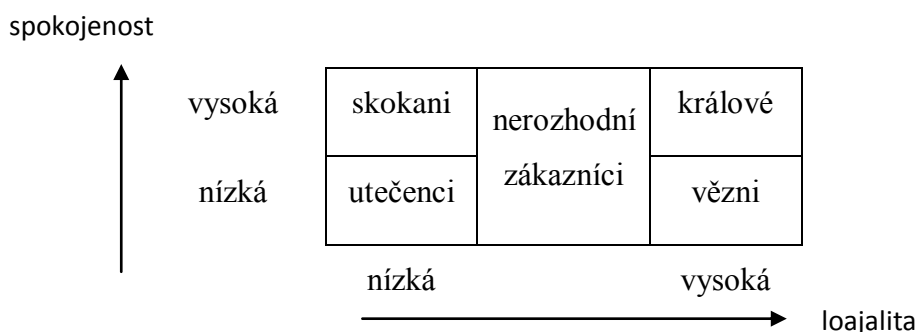 spokojenost
vysoká
skokani
nerozhodní
zákazníci
králové
nízká
utečenci
vězni
nízká
vysoká
loajalita